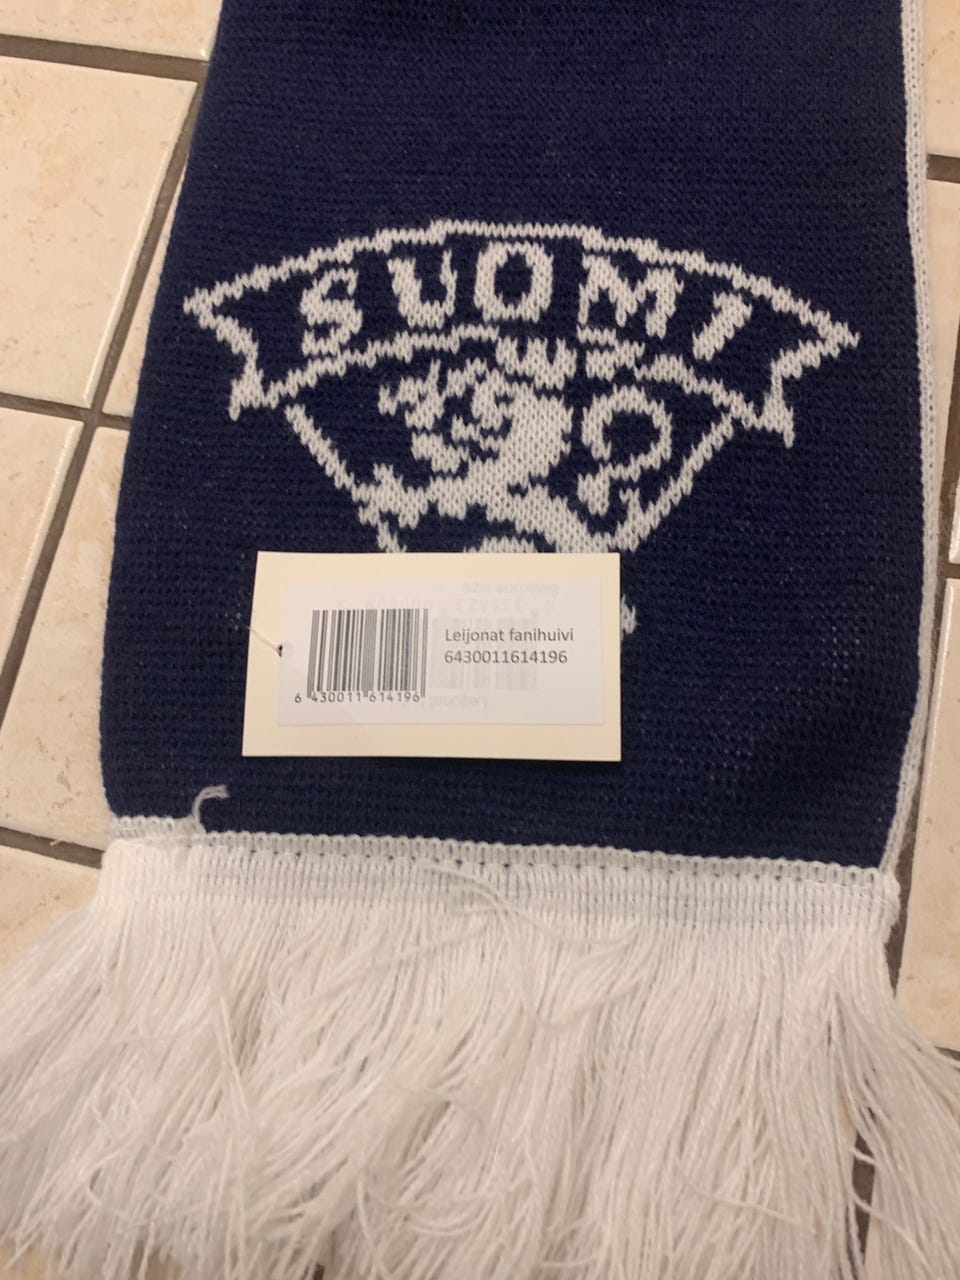 SUOMI
Leijonat fanihuivi
6430011614196
6 430011 614196